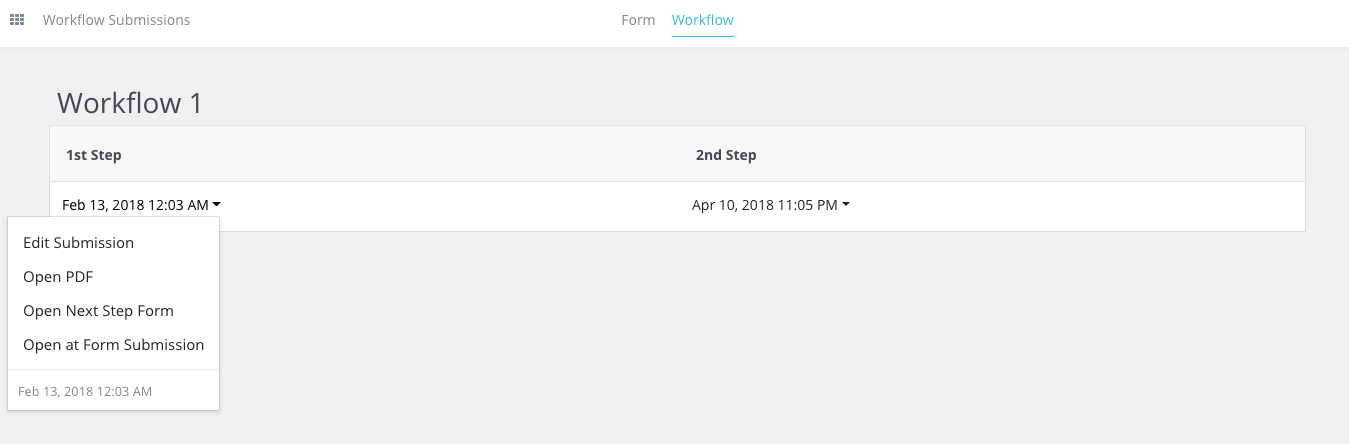 Workflow Submissions
Form Workflow
Workflow 1
1st Step 2nd Step
Feb 13, 2018 12:03 AM Apr 10, 2018 11:05 PM
Edit Submission
Open PDF
Open Next Step Form
Open at Form Submission
Feb 13, 2018 12:03 AM